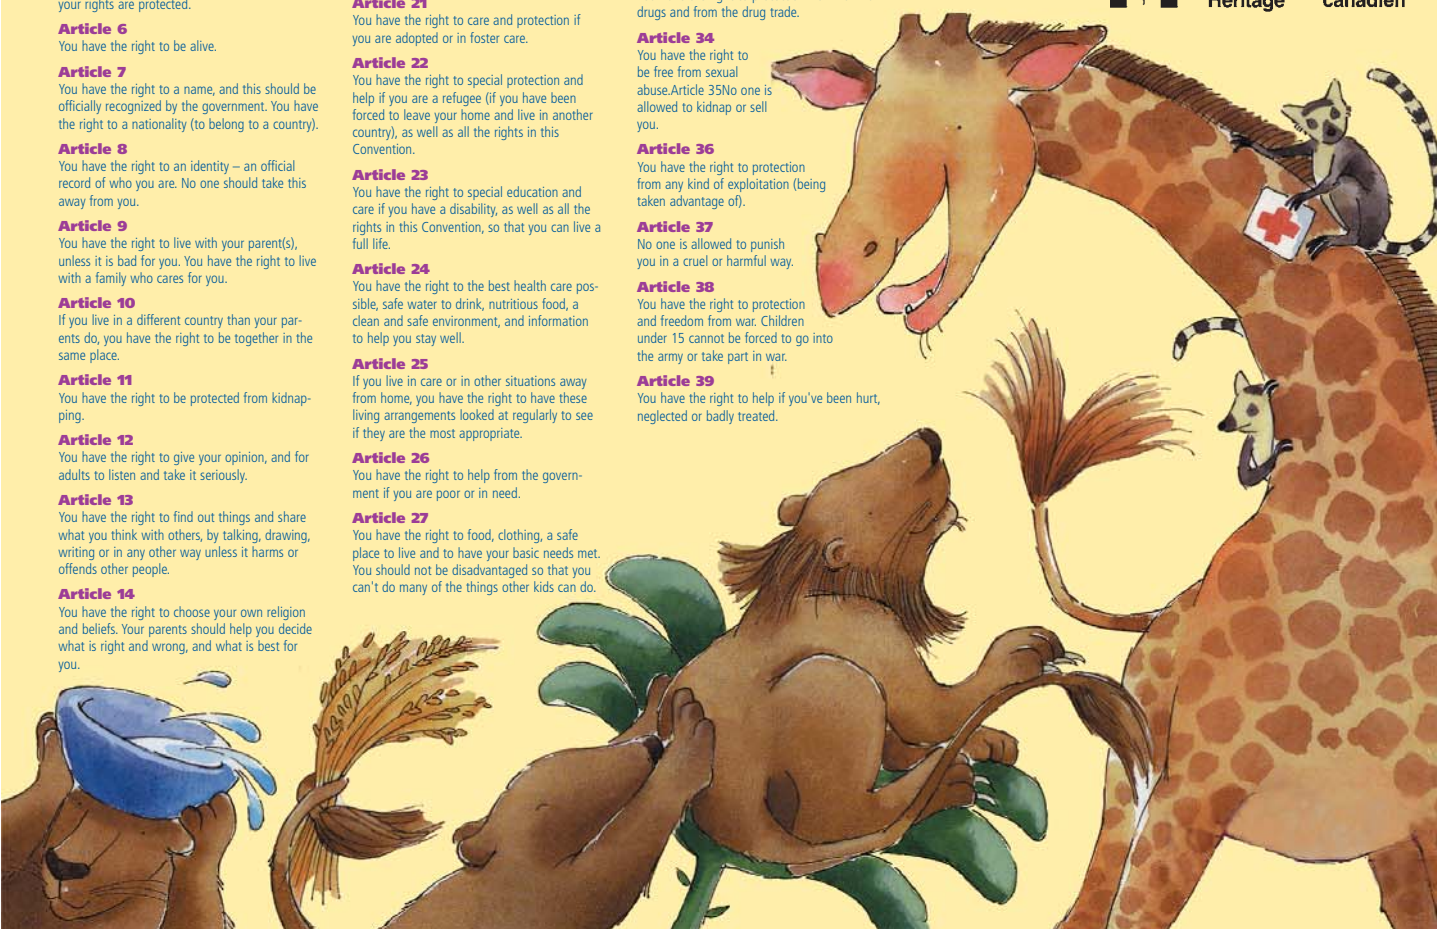 your rights are protected.
Article 6
You have the right to be alive.
Article 7
You have the right to a name, and this should be
officially recognized by the government. You have
the right to a nationality (to belong to a country).
Article 8
You have the right to an identity – an official
record of who you are. No one should take this
away from you.
Article 9
You have the right to live with your parent(s),
unless it is bad for you. You have the right to live
with a family who cares for you.
Article 10
If you live in a different country than your par-
ents do, you have the right to be together in the
same place.
Article 11
You have the right to be protected from kidnap-
ping.
Article 12
You have the right to give your opinion, and for
adults to listen and take it seriously.
Article 13
You have the right to find out things and share
what you think with others, by talking, drawing,
writing or in any other way unless it harms or
offends other people.
Article 14
You have the right to choose your own religion
and beliefs. Your parents should help you decide
what is right and wrong, and what is best for
you.
Article 21
You have the right to care and protection if
you are adopted or in foster care.
Article 22
You have the right to special protection and
help if you are a refugee (if you have been
forced to leave your home and live in another
country), as well as all the rights in this
Convention.
Article 23
You have the right to special education and
care if you have a disability, as well as all the
rights in this Convention, so that you can live a
full life.
Article 24
You have the right to the best health care pos-
sible, safe water to drink, nutritious food, a
clean and safe environment, and information
to help you stay well.
Article 25
If you live in care or in other situations away
from home, you have the right to have these
living arrangements looked at regularly to see
if they are the most appropriate.
Article 26
You have the right to help from the govern-
ment if you are poor or in need.
Article 27
You have the right to food, clothing, a safe
place to live and to have your basic needs met.
You should not be disadvantaged so that you
can't do many of the things other kids can do.
drugs and from the drug trade.
Article 34
You have the right to
be free from sexual
abuse.Article 35No one is
allowed to kidnap or sell
you.
Article 36
You have the right to protection
from any kind of exploitation (being
taken advantage of).
Article 37
No one is allowed to punish
you in a cruel or harmful way.
Article 38
You have the right to protection
and freedom from war. Children
under 15 cannot be forced to go into
the army or take part in war.
Article 39
You have the right to help if you've been hurt,
neglected or badly treated.
Heritage canadien